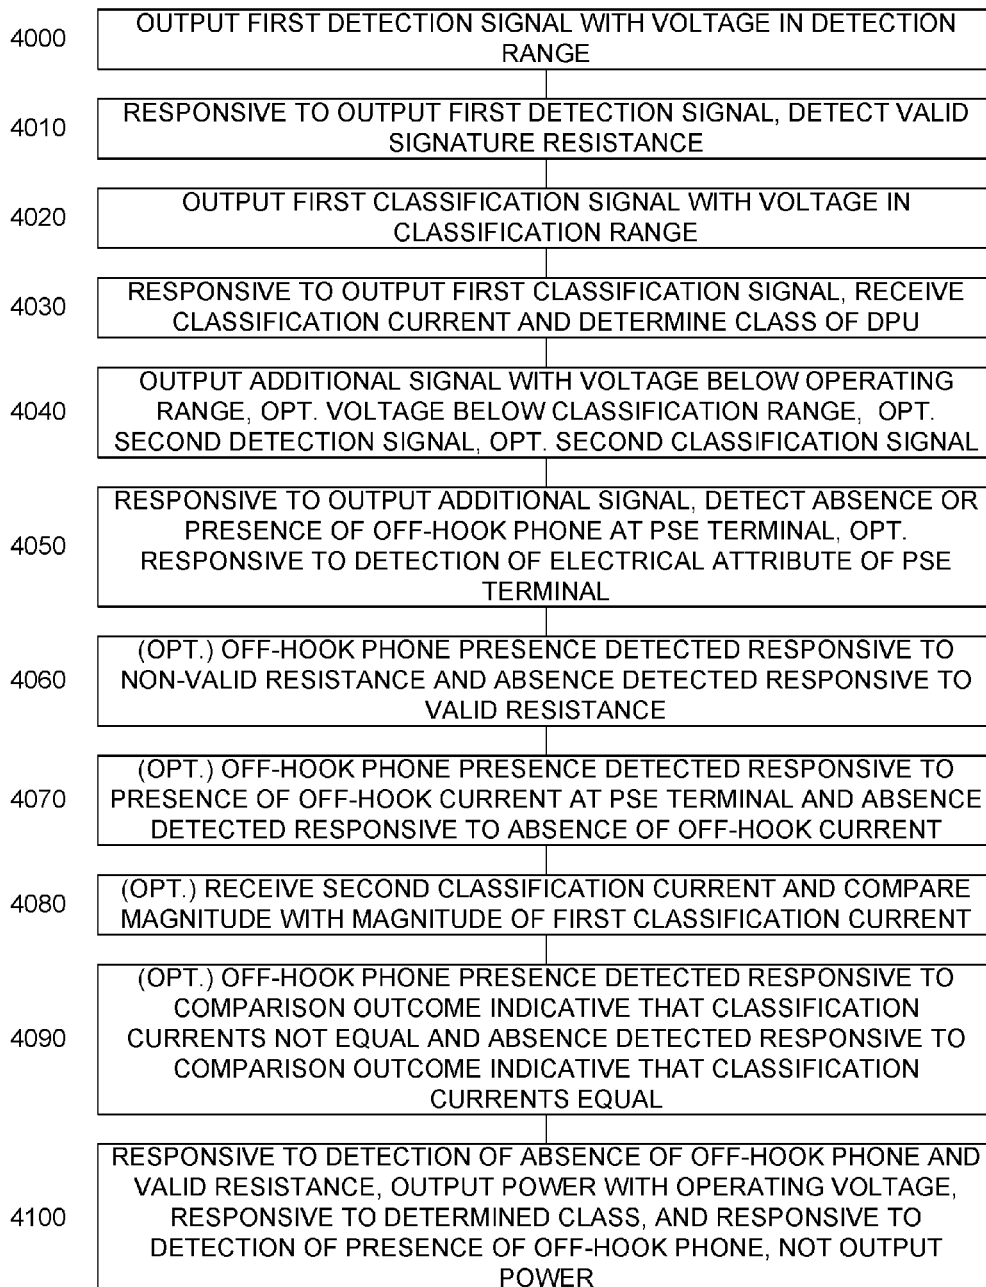 4000
OUTPUT FIRST DETECTION SIGNAL WITH VOLTAGE IN DETECTION
RANGE
4010
RESPONSIVE TO OUTPUT FIRST DETECTION SIGNAL, DETECT VALID
SIGNATURE RESISTANCE
4020
OUTPUT FIRST CLASSIFICATION SIGNAL WITH VOLTAGE IN
CLASSIFICATION RANGE
4030
RESPONSIVE TO OUTPUT FIRST CLASSIFICATION SIGNAL, RECEIVE
CLASSIFICATION CURRENT AND DETERMINE CLASS OF DPU
4040
OUTPUT ADDITIONAL SIGNAL WITH VOLTAGE BELOW OPERATING
RANGE, OPT. VOLTAGE BELOW CLASSIFICATION RANGE, OPT.
SECOND DETECTION SIGNAL, OPT. SECOND CLASSIFICATION SIGNAL
4050
RESPONSIVE TO OUTPUT ADDITIONAL SIGNAL, DETECT ABSENCE OR
PRESENCE OF OFF-HOOK PHONE AT PSE TERMINAL, OPT.
RESPONSIVE TO DETECTION OF ELECTRICAL ATTRIBUTE OF PSE
TERMINAL
4060
(OPT.) OFF-HOOK PHONE PRESENCE DETECTED RESPONSIVE TO
NON-VALID RESISTANCE AND ABSENCE DETECTED RESPONSIVE TO
VALID RESISTANCE
4070
(OPT.) OFF-HOOK PHONE PRESENCE DETECTED RESPONSIVE TO
PRESENCE OF OFF-HOOK CURRENT AT PSE TERMINAL AND ABSENCE
DETECTED RESPONSIVE TO ABSENCE OF OFF-HOOK CURRENT
4080
(OPT.) RECEIVE SECOND CLASSIFICATION CURRENT AND COMPARE
MAGNITUDE WITH MAGNITUDE OF FIRST CLASSIFICATION CURRENT
4090
(OPT.) OFF-HOOK PHONE PRESENCE DETECTED RESPONSIVE TO
COMPARISON OUTCOME INDICATIVE THAT CLASSIFICATION
CURRENTS NOT EQUAL AND ABSENCE DETECTED RESPONSIVE TO
COMPARISON OUTCOME INDICATIVE THAT CLASSIFICATION
CURRENTS EQUAL
4100
RESPONSIVE TO DETECTION OF ABSENCE OF OFF-HOOK PHONE AND
VALID RESISTANCE, OUTPUT POWER WITH OPERATING VOLTAGE,
RESPONSIVE TO DETERMINED CLASS, AND RESPONSIVE TO
DETECTION OF PRESENCE OF OFF-HOOK PHONE, NOT OUTPUT
POWER